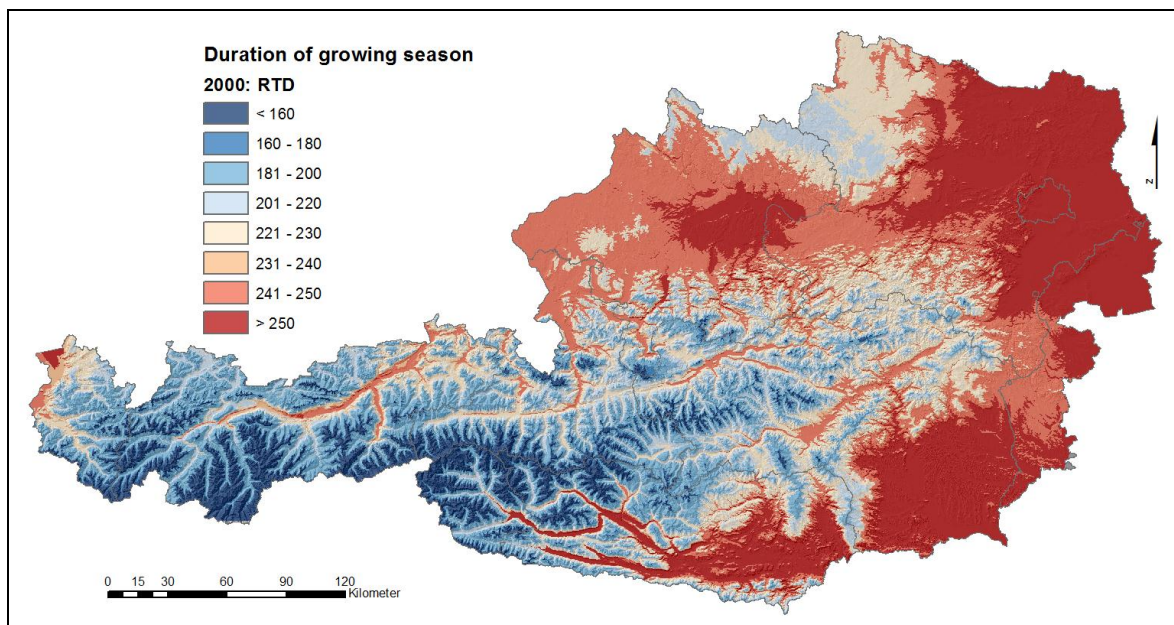 Duration of growing season
2000: RTD
< 160
160 - 180
181 - 200
201 - 220
221 - 230
231 - 240
241 - 250
> 250
N
0 15 30 60 90 120
Kilometer